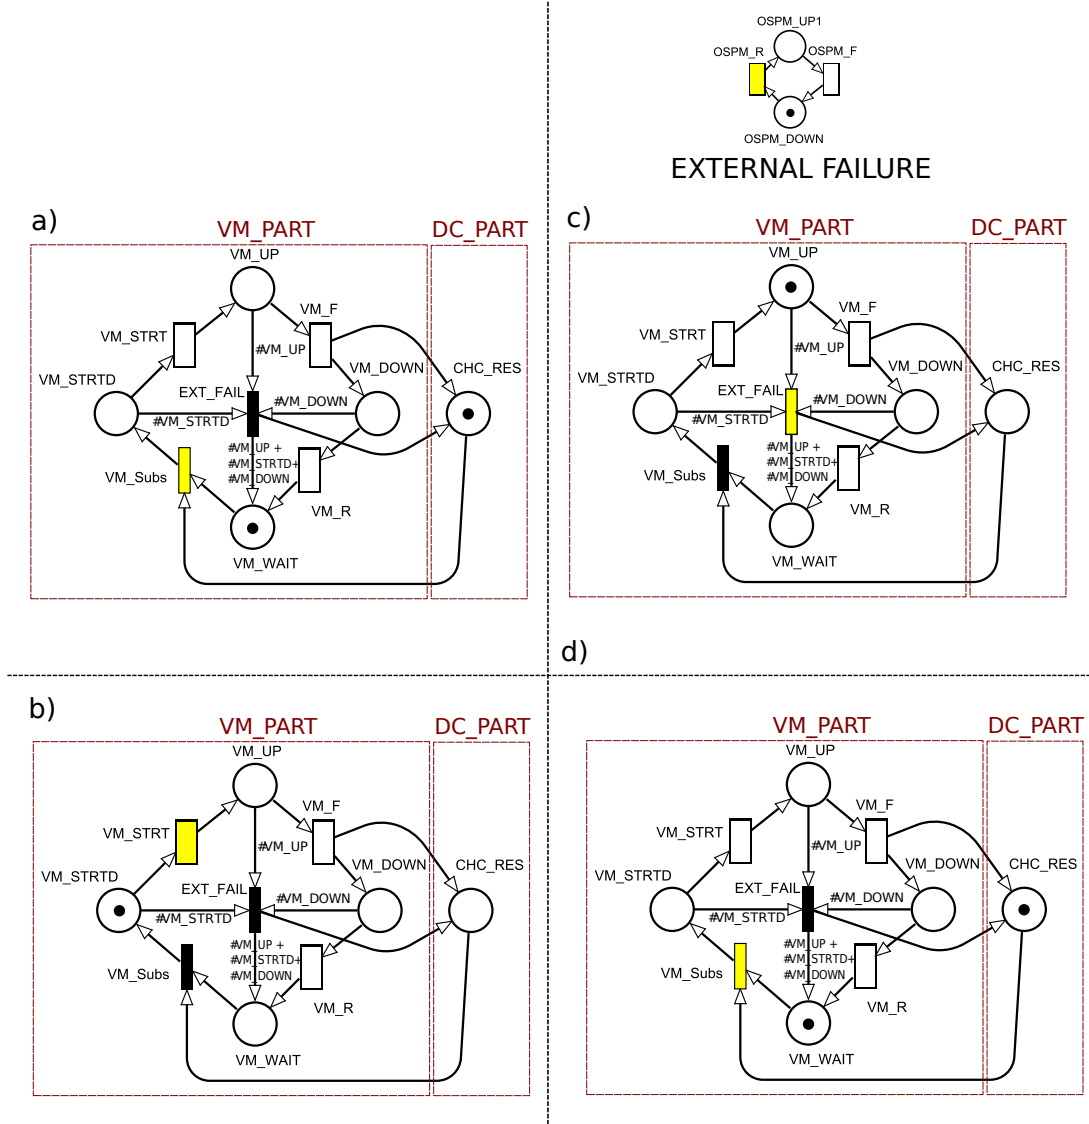 OSPM_UP1
OSPM_R
OSPM_F
OSPM_DOWN
EXTERNAL FAILURE
a)
VM_PART
DC_PART
VM_UP
VM_F
VM_STRT
#VM_UP
VM_DOWN
CHC_RES
VM_STRTD
EXT_FAIL
#VM_DOWN
#VM_STRTD
#VM_UP +
#VM_STRTD+
#VM_DOWN
VM_Subs
VM_R
VM_WAIT
c)
VM_PART
DC_PART
VM_UP
VM_F
VM_STRT
#VM_UP
VM_DOWN
CHC_RES
VM_STRTD
EXT_FAIL
#VM_DOWN
#VM_STRTD
#VM_UP +
#VM_STRTD+
#VM_DOWN
VM_Subs
VM_R
VM_WAIT
b)
VM_PART
DC_PART
VM_UP
VM_F
VM_STRT
#VM_UP
VM_DOWN
CHC_RES
VM_STRTD
EXT_FAIL
#VM_DOWN
#VM_STRTD
#VM_UP +
#VM_STRTD+
#VM_DOWN
VM_Subs
VM_R
VM_WAIT
d)
VM_PART
DC_PART
VM_UP
VM_F
VM_STRT
#VM_UP
VM_DOWN
CHC_RES
VM_STRTD
EXT_FAIL
#VM_DOWN
#VM_STRTD
#VM_UP +
#VM_STRTD+
#VM_DOWN
VM_Subs
VM_R
VM_WAIT